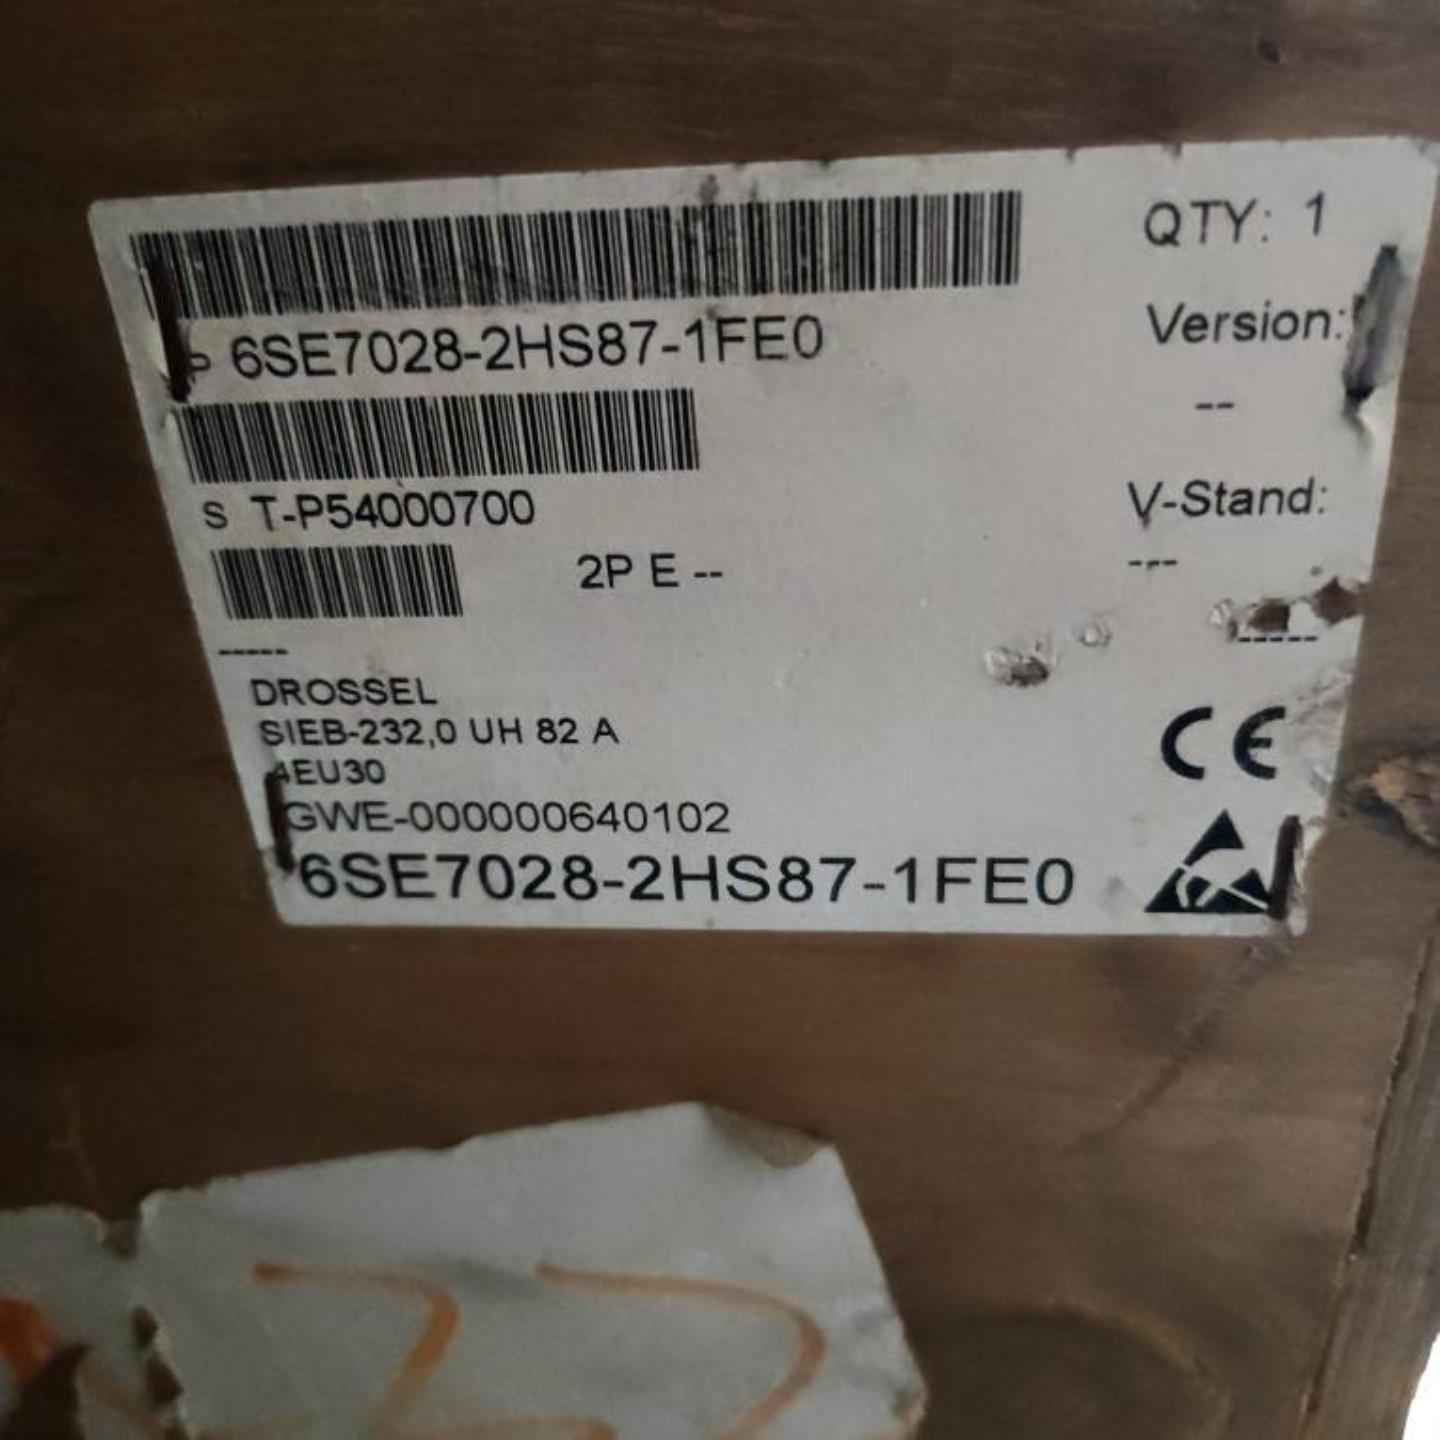 QTY: 1
P 6SE7028-2HS87-1FE0
Version:
--
S T-P54000700
V-Stand:
---
2P E --
-----
-----
DROSSEL
SIEB-232,0 UH 82 A
4EU30
CE
GWE-000000640102
6SE7028-2HS87-1FE0